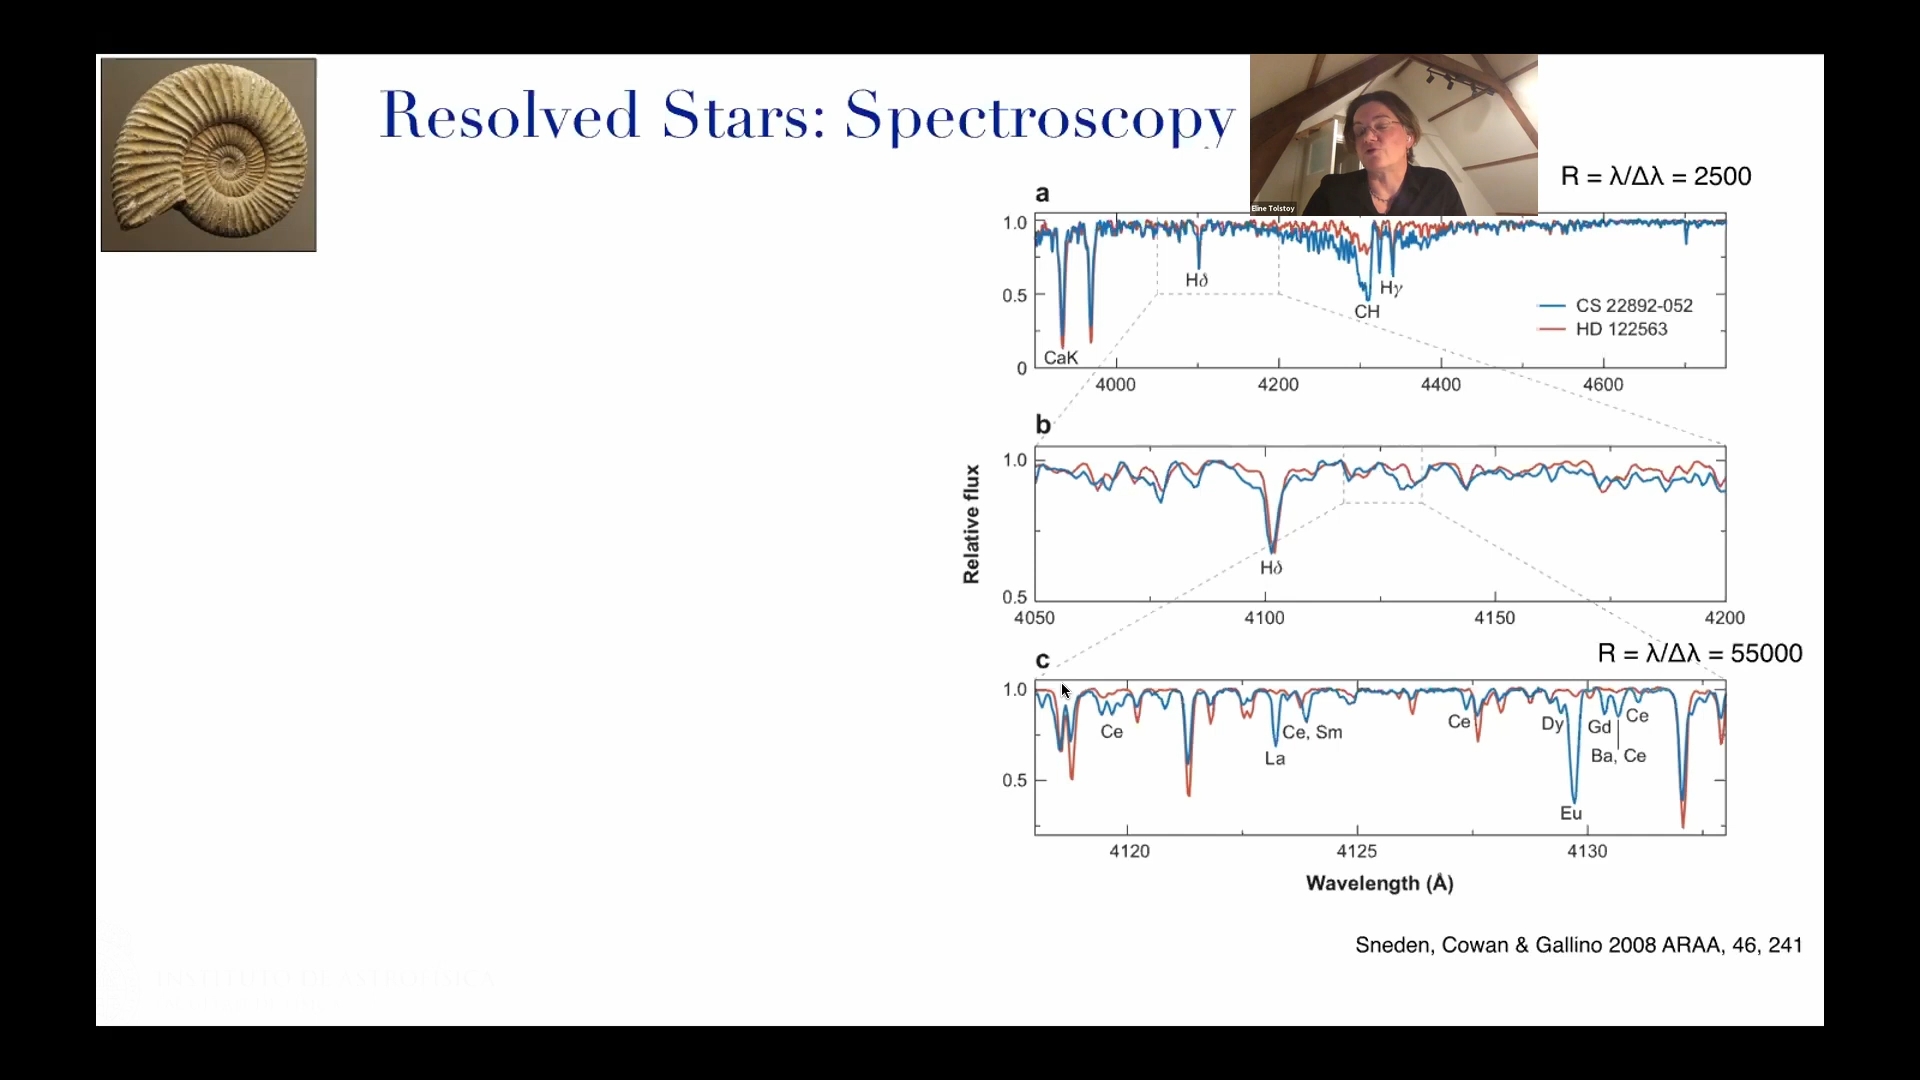 Resolved Stars: Spectroscopy
Eline Tolstoy
R = λ/Δλ = 2500
a
1.0
0.5
0
Hδ
Hγ
CH
CaK
CS 22892-052
HD 122563
4000 4200 4400 4600
b
1.0
0.5
Hδ
4050 4100 4150 4200
Relative flux
R = λ/Δλ = 55000
c
1.0
0.5
Ce
La
Ce, Sm
Ce
Dy
Eu
Gd
Ce
Ba, Ce
4120 4125 4130
Wavelength (Å)
Sneden, Cowan & Gallino 2008 ARAA, 46, 241
INSTITUTO DE ASTROFÍSICA